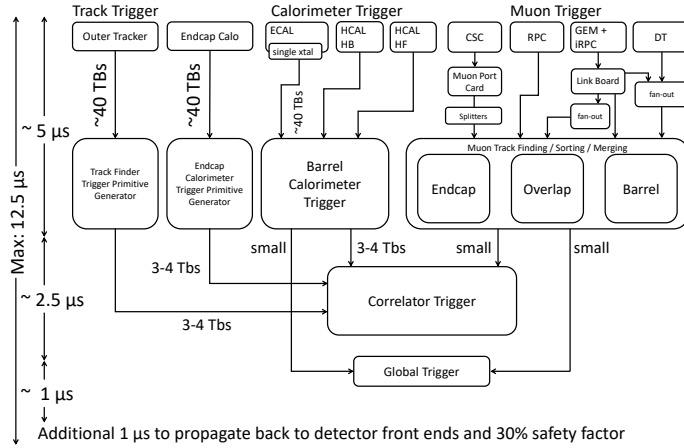 Track Trigger
Calorimeter Trigger
Muon Trigger
Outer Tracker
Endcap Calo
ECAL
single xtal
HCAL
HB
HCAL
HF
CSC
RPC
GEM +
iRPC
DT
Muon Port
Card
Link Board
fan-out
Splitters
fan-out
~40 TBs
~40 TBs
~40 TBs
Max: 12.5 µs
~ 5 µs
Track Finder
Trigger Primitive
Generator
Endcap
Calorimeter
Trigger Primitive
Generator
Barrel
Calorimeter
Trigger
Muon Track Finding / Sorting / Merging
Endcap
Overlap
Barrel
small
3-4 Tbs
small
small
3-4 Tbs
~ 2.5 µs
Correlator Trigger
3-4 Tbs
Global Trigger
~ 1 µs
Additional 1 µs to propagate back to detector front ends and 30% safety factor